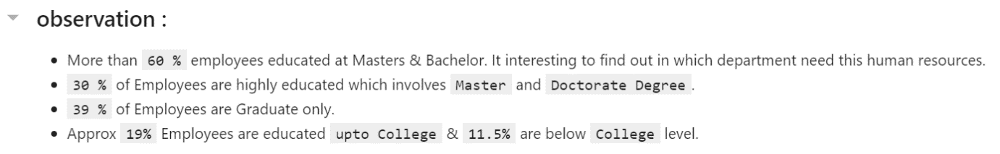 observation :
More than 60 % employees educated at Masters & Bachelor. It interesting to find out in which department need this human resources.
30 % of Employees are highly educated which involves Master and Doctorate Degree .
39 % of Employees are Graduate only.
Approx 19% Employees are educated upto College & 11.5% are below College level.